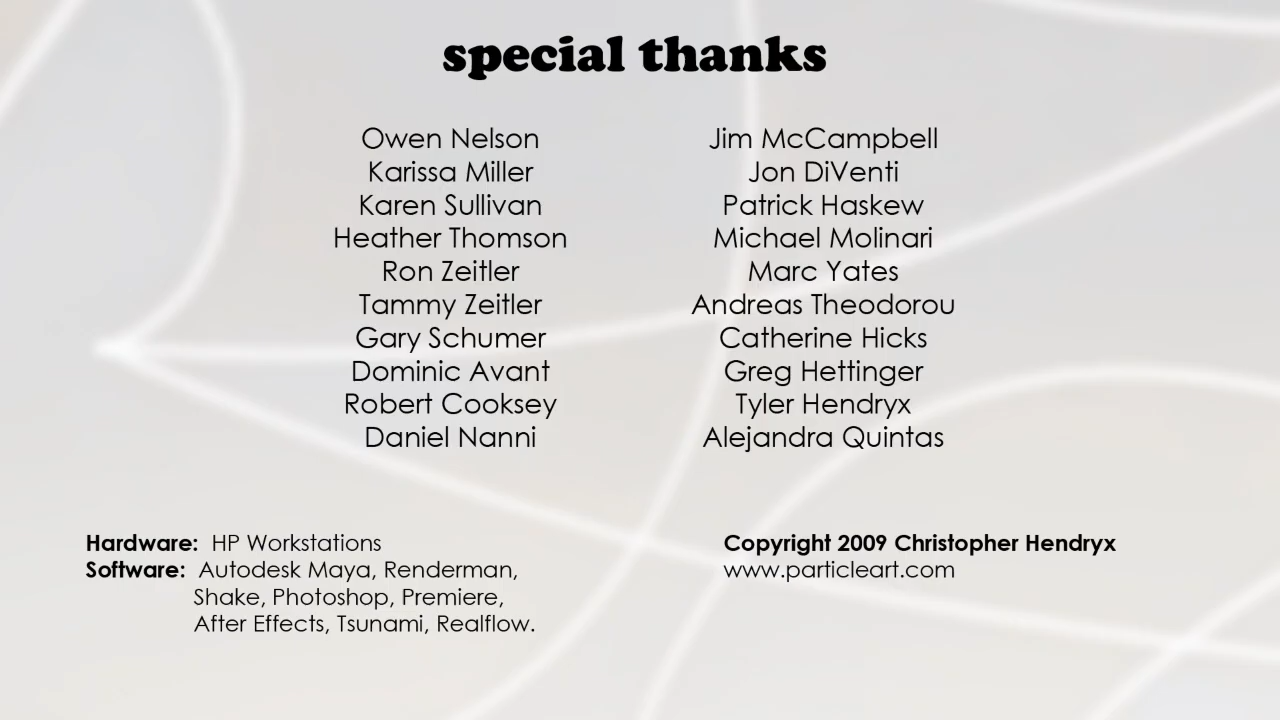 special thanks
Owen Nelson
Karissa Miller
Karen Sullivan
Heather Thomson
Ron Zeitler
Tammy Zeitler
Gary Schumer
Dominic Avant
Robert Cooksey
Daniel Nanni
Jim McCampbell
Jon DiVenti
Patrick Haskew
Michael Molinari
Marc Yates
Andreas Theodorou
Catherine Hicks
Greg Hettinger
Tyler Hendryx
Alejandra Quintas
Hardware: HP Workstations
Software: Autodesk Maya, Renderman,
Shake, Photoshop, Premiere,
After Effects, Tsunami, Realflow.
Copyright 2009 Christopher Hendryx
www.particleart.com